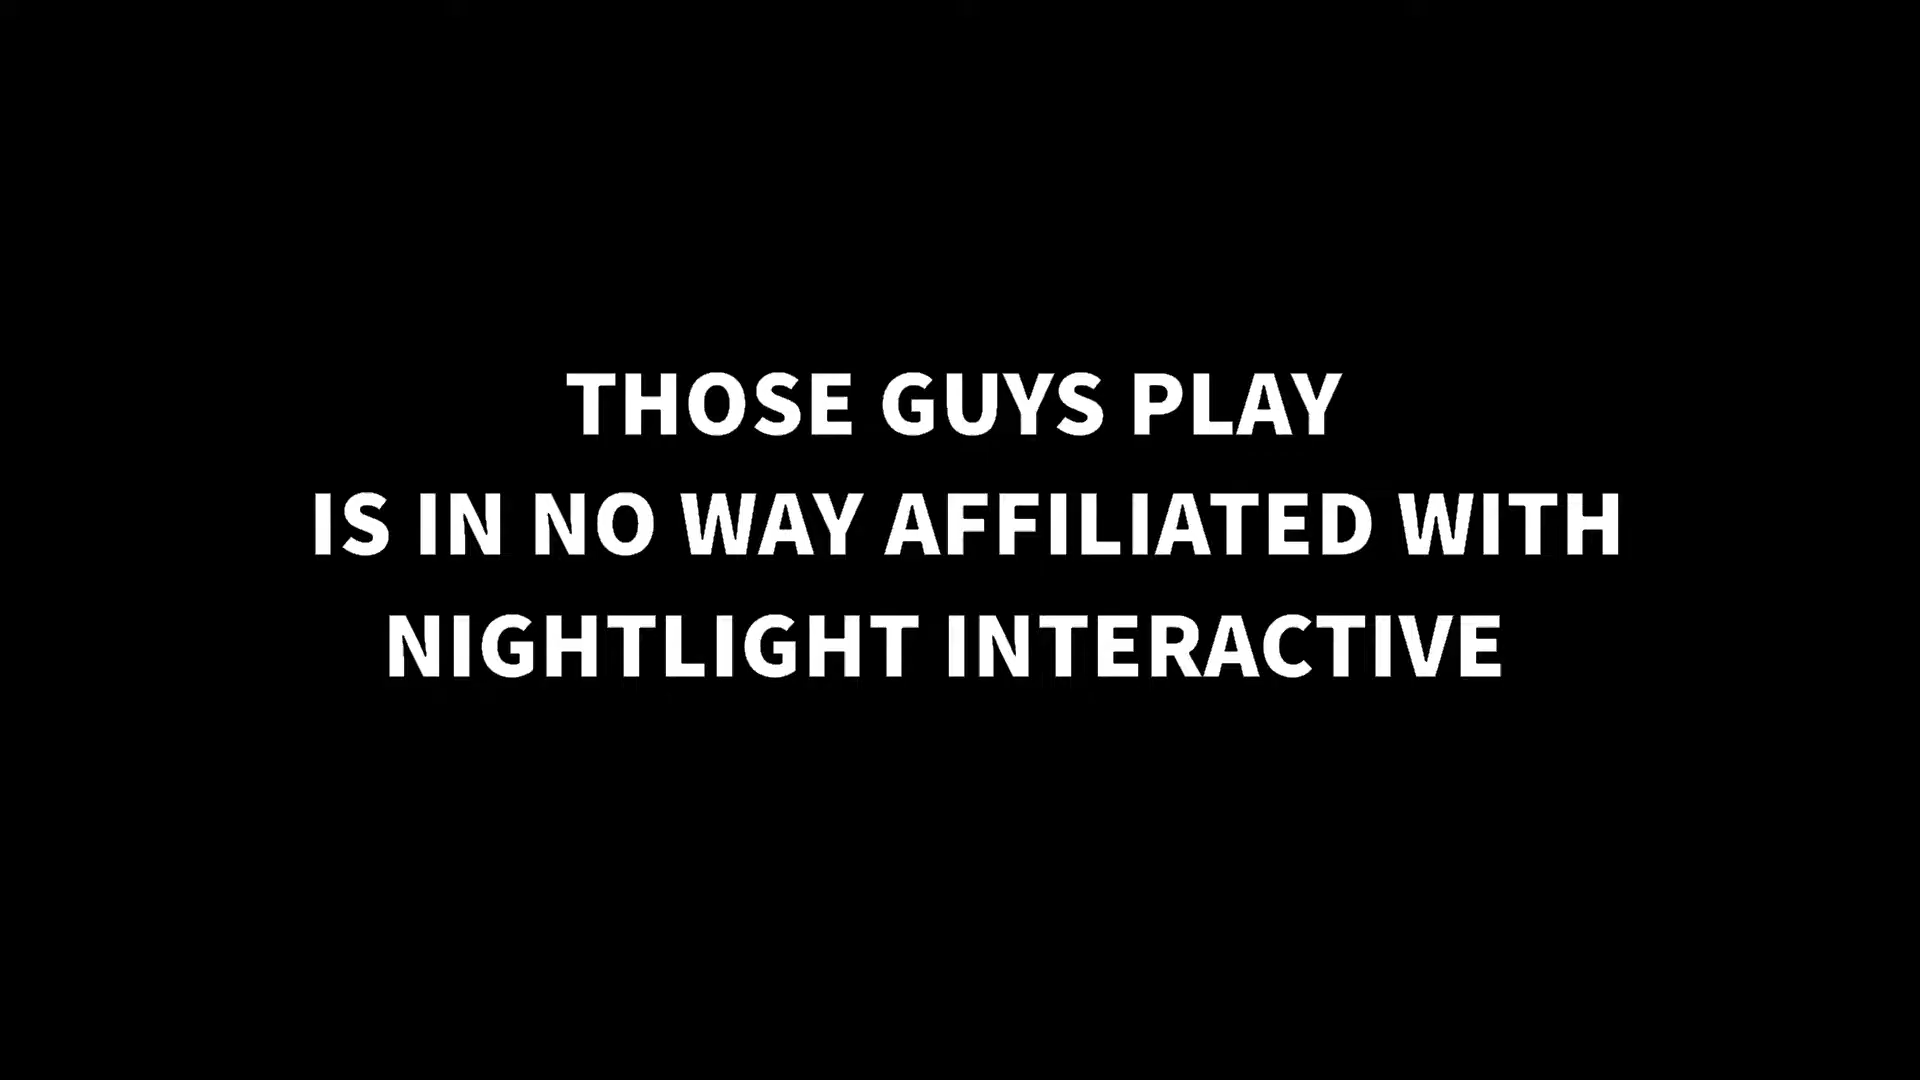 THOSE GUYS PLAY
IS IN NO WAY AFFILIATED WITH
NIGHTLIGHT INTERACTIVE